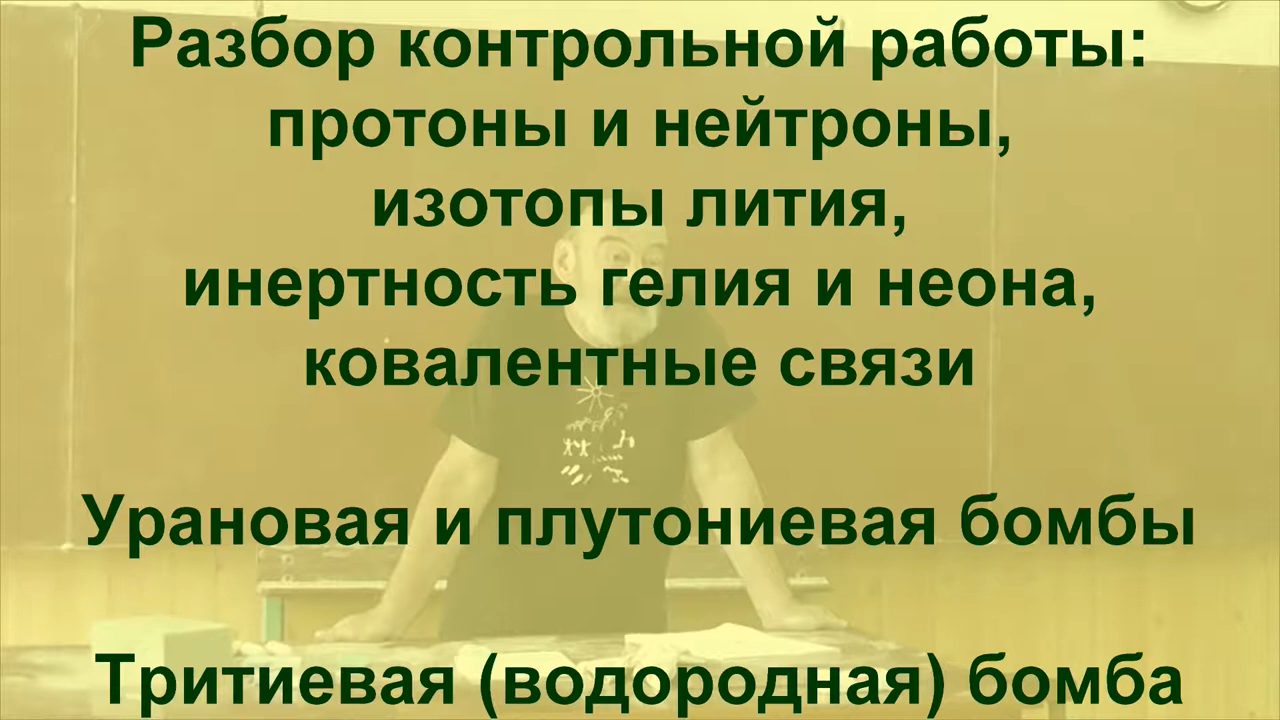 Разбор контрольной работы:
протоны и нейтроны,
изотопы лития,
инертность гелия и неона,
ковалентные связи
Урановая и плутониевая бомбы
Тритиевая (водородная) бомба